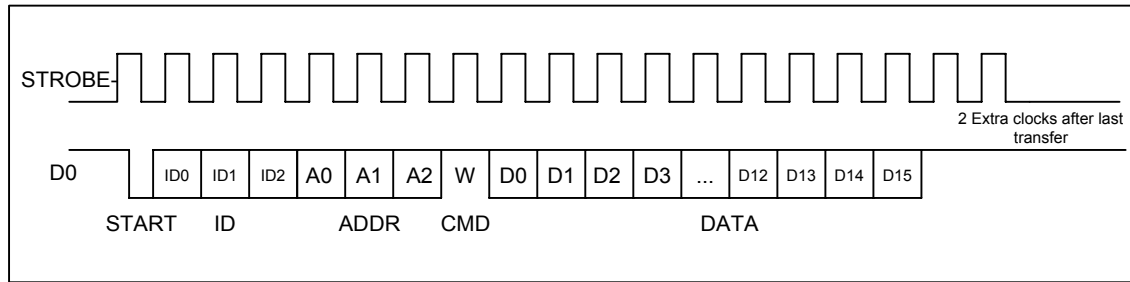 STROBE-
2 Extra clocks after last
transfer
D0 ID0 ID1 ID2 A0 A1 A2 W D0 D1 D2 D3 ... D12 D13 D14 D15
START ID ADDR CMD DATA